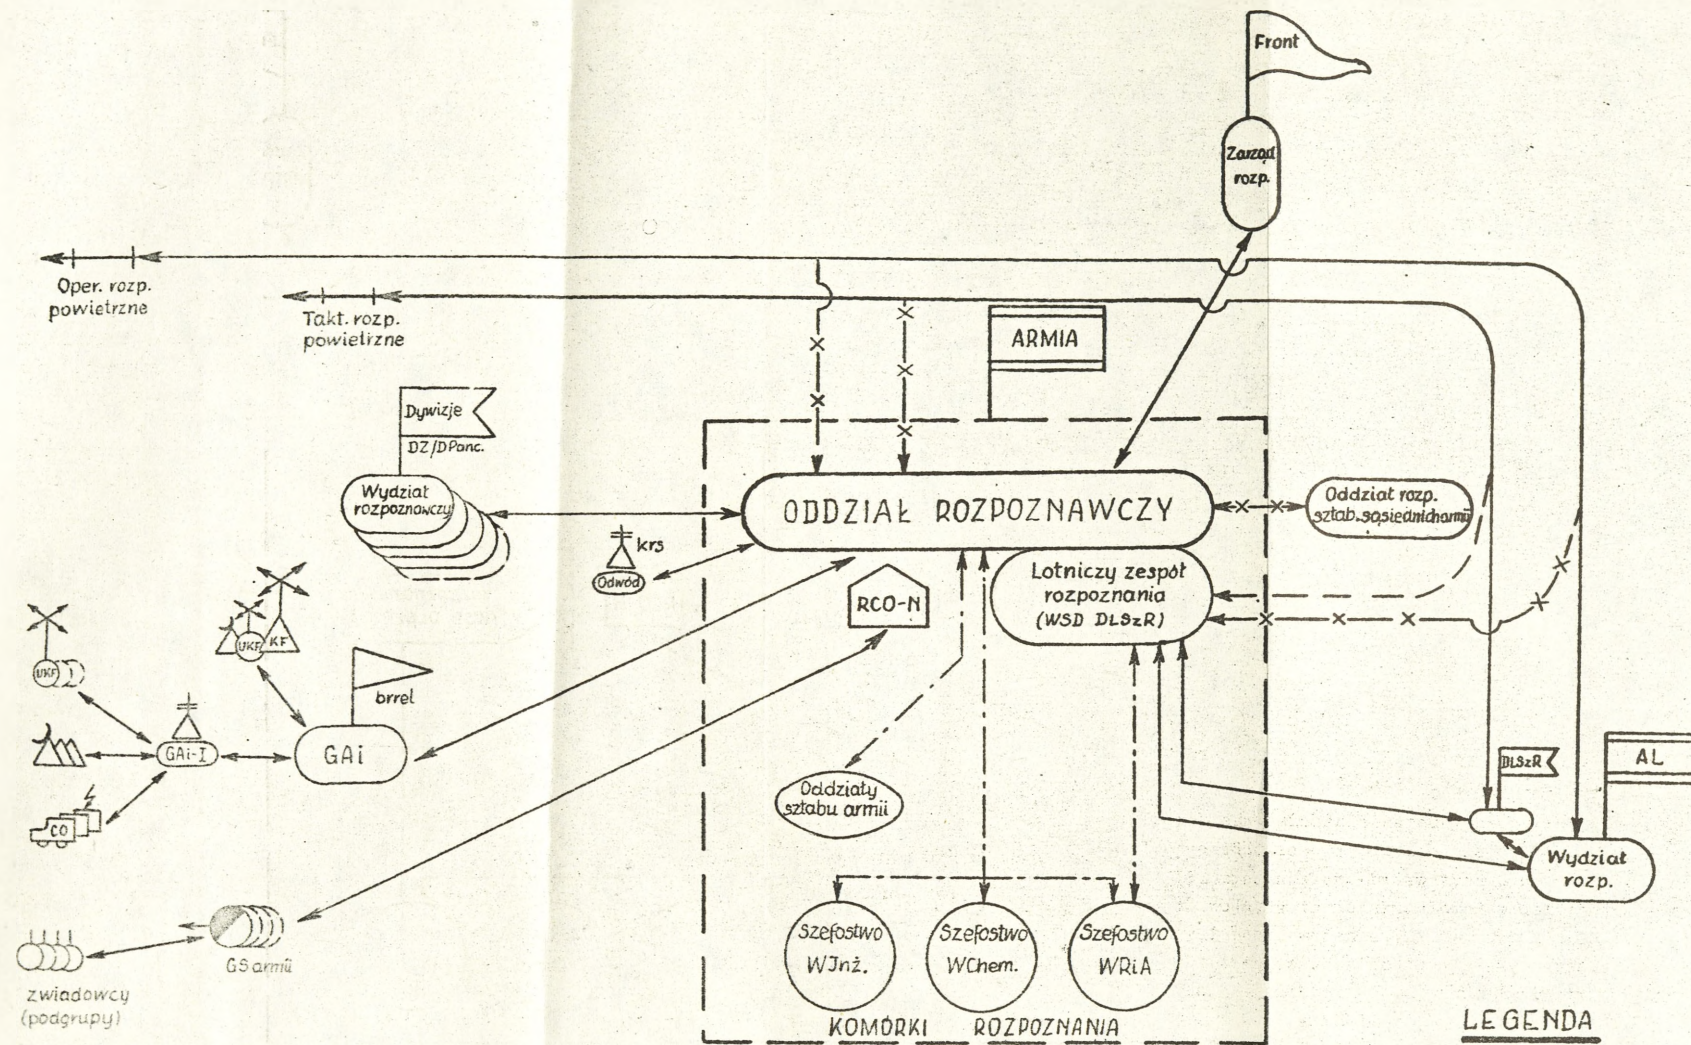 Front
Zarząd
rozp.
Oper. rozp.
powietrzne
Takt. rozp.
powietrzne
ARMIA
Dywizje
DZ/DPanc.
Wydział
rozpoznawczy
ODDZIAŁ ROZPOZNAWCZY
Oddział rozp.
sztab. sąsiednich armii
krs
Odwód
RCO-N
Lotniczy zespół
rozpoznania
(WSD DLSzR)
UKF
KF
UKF
brrel
GAi-I
GAi
CO
Oddziały
sztabu armii
DLSzR
AL
Wydział
rozp.
GS armii
zwiadowcy
(podgrupy)
Szefostwo
WInż.
Szefostwo
WChem.
Szefostwo
WRiA
KOMÓRKI ROZPOZNANIA
LEGENDA